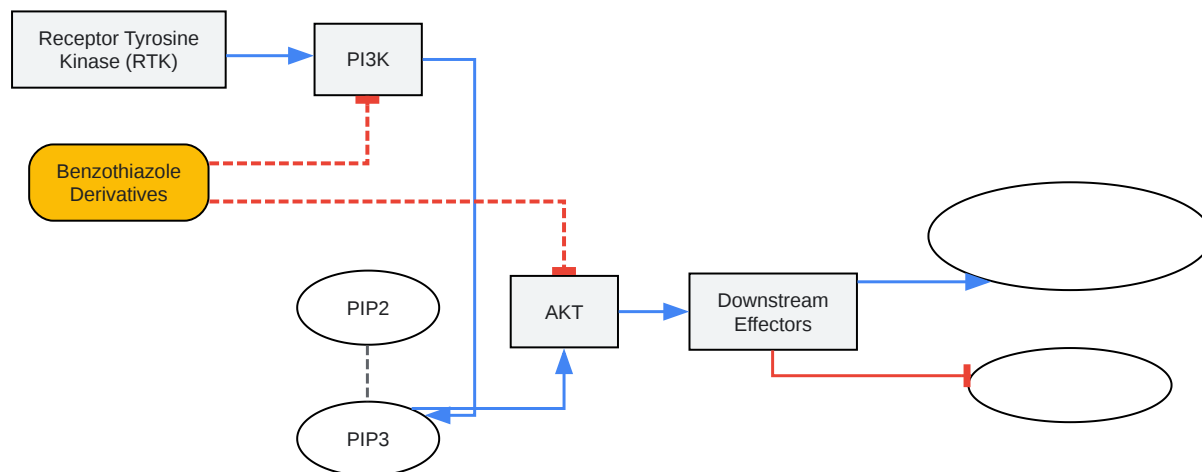 Receptor Tyrosine
Kinase (RTK)
PI3K
Benzothiazole
Derivatives
PIP2
AKT
Downstream
Effectors
PIP3